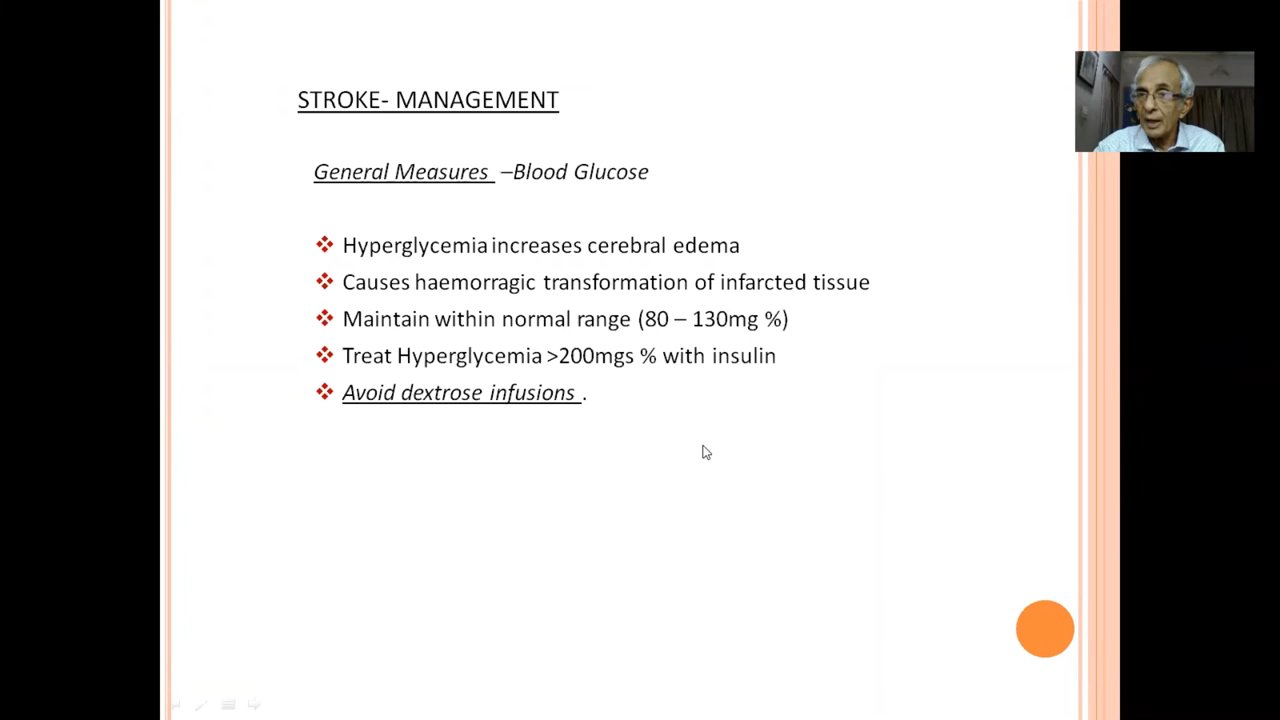 STROKE- MANAGEMENT
General Measures –Blood Glucose
Hyperglycemia increases cerebral edema
Causes haemorragic transformation of infarcted tissue
Maintain within normal range (80 – 130mg %)
Treat Hyperglycemia >200mgs % with insulin
Avoid dextrose infusions .